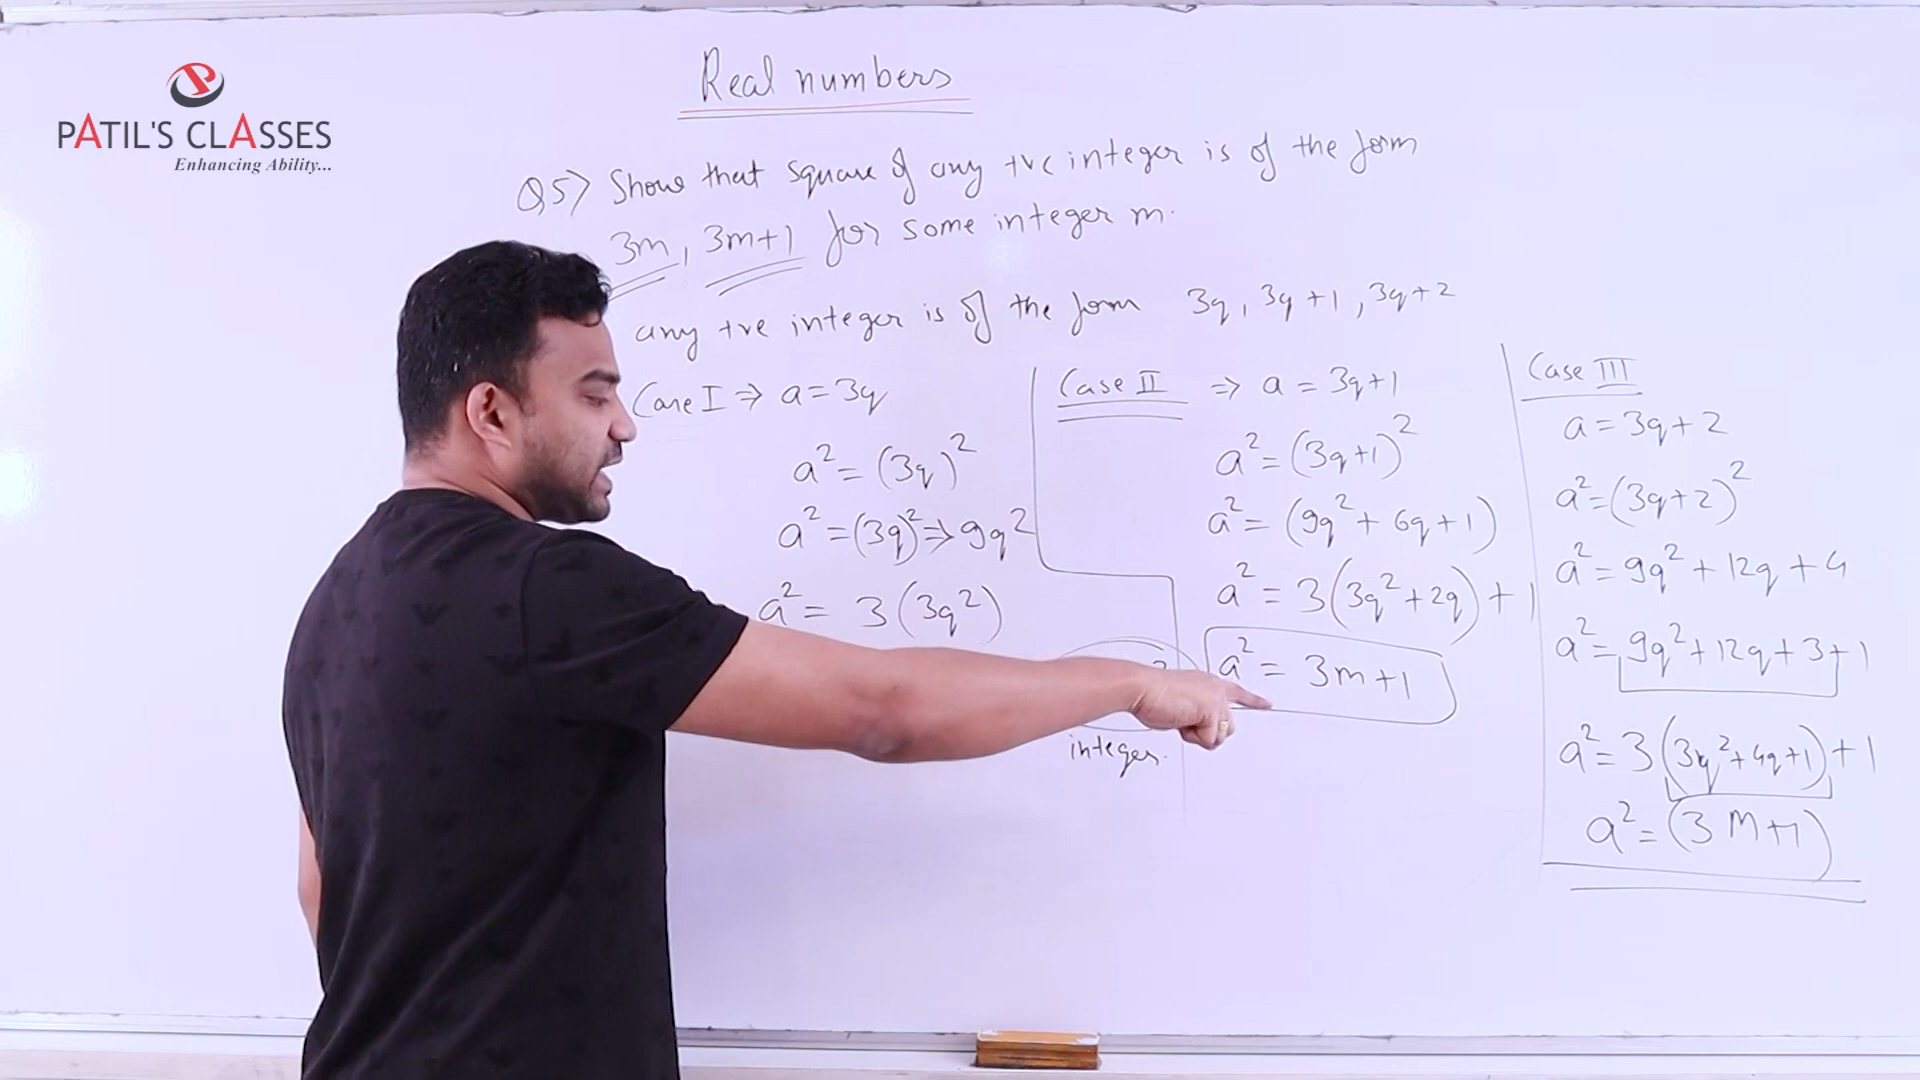 PATIL'S CLASSES
Enhancing Ability...
Real numbers
Q5) Show that square of any +ve integer is of the form
3m, 3m+1 for some integer m.
any +ve integer is of the form 3q, 3q+1, 3q+2
Case I ⇒ a = 3q
a² = (3q)²
a² = (3q)² ⇒ 9q²
a² = 3(3q²)
integer.
Case II ⇒ a = 3q+1
a² = (3q+1)²
a² = (9q² + 6q + 1)
a² = 3(3q² + 2q) + 1
a² = 3m+1
Case III
a = 3q+2
a² = (3q+2)²
a² = 9q² + 12q + 4
a² = 9q² + 12q + 3 + 1
a² = 3(3q² + 4q + 1) + 1
a² = (3m+1)